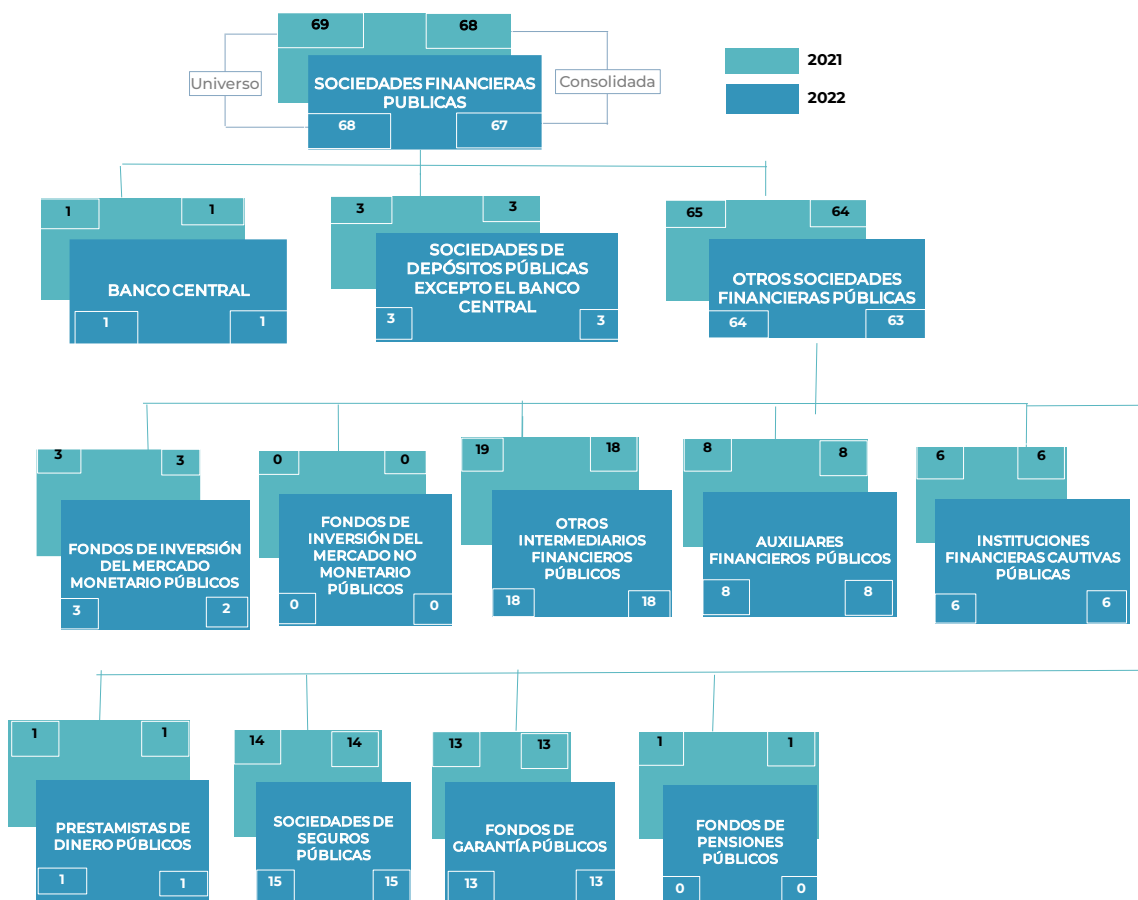 69 68
Universo
SOCIEDADES FINANCIERAS
PUBLICAS
Consolidada
68 67
2021
2022
1 1
BANCO CENTRAL
1 1
3 3
SOCIEDADES DE
DEPÓSITOS PÚBLICAS
EXCEPTO EL BANCO
CENTRAL
3 3
65 64
OTROS SOCIEDADES
FINANCIERAS PÚBLICAS
64 63
3 3
FONDOS DE INVERSIÓN
DEL MERCADO
MONETARIO PÚBLICOS
3 2
0 0
FONDOS DE
INVERSIÓN DEL
MERCADO NO
MONETARIO
PÚBLICOS
0 0
19 18
OTROS
INTERMEDIARIOS
FINANCIEROS
PÚBLICOS
18 18
8 8
AUXILIARES
FINANCIEROS PÚBLICOS
8 8
6 6
INSTITUCIONES
FINANCIERAS CAUTIVAS
PÚBLICAS
6 6
1 1
PRESTAMISTAS DE
DINERO PÚBLICOS
1 1
14 14
SOCIEDADES DE
SEGUROS
PÚBLICAS
15 15
13 13
FONDOS DE
GARANTÍA PÚBLICOS
13 13
1 1
FONDOS DE
PENSIONES
PÚBLICOS
0 0